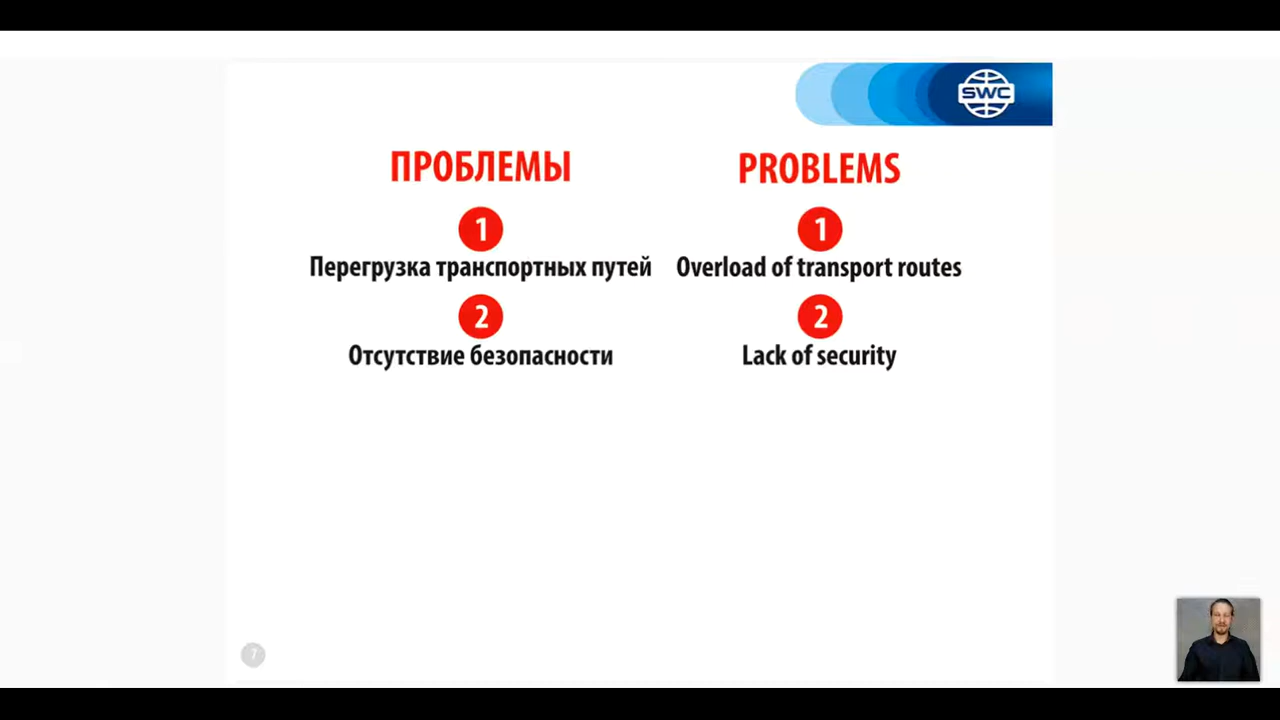 SWC
ПРОБЛЕМЫ
1
Перегрузка транспортных путей
2
Отсутствие безопасности
PROBLEMS
1
Overload of transport routes
2
Lack of security
7